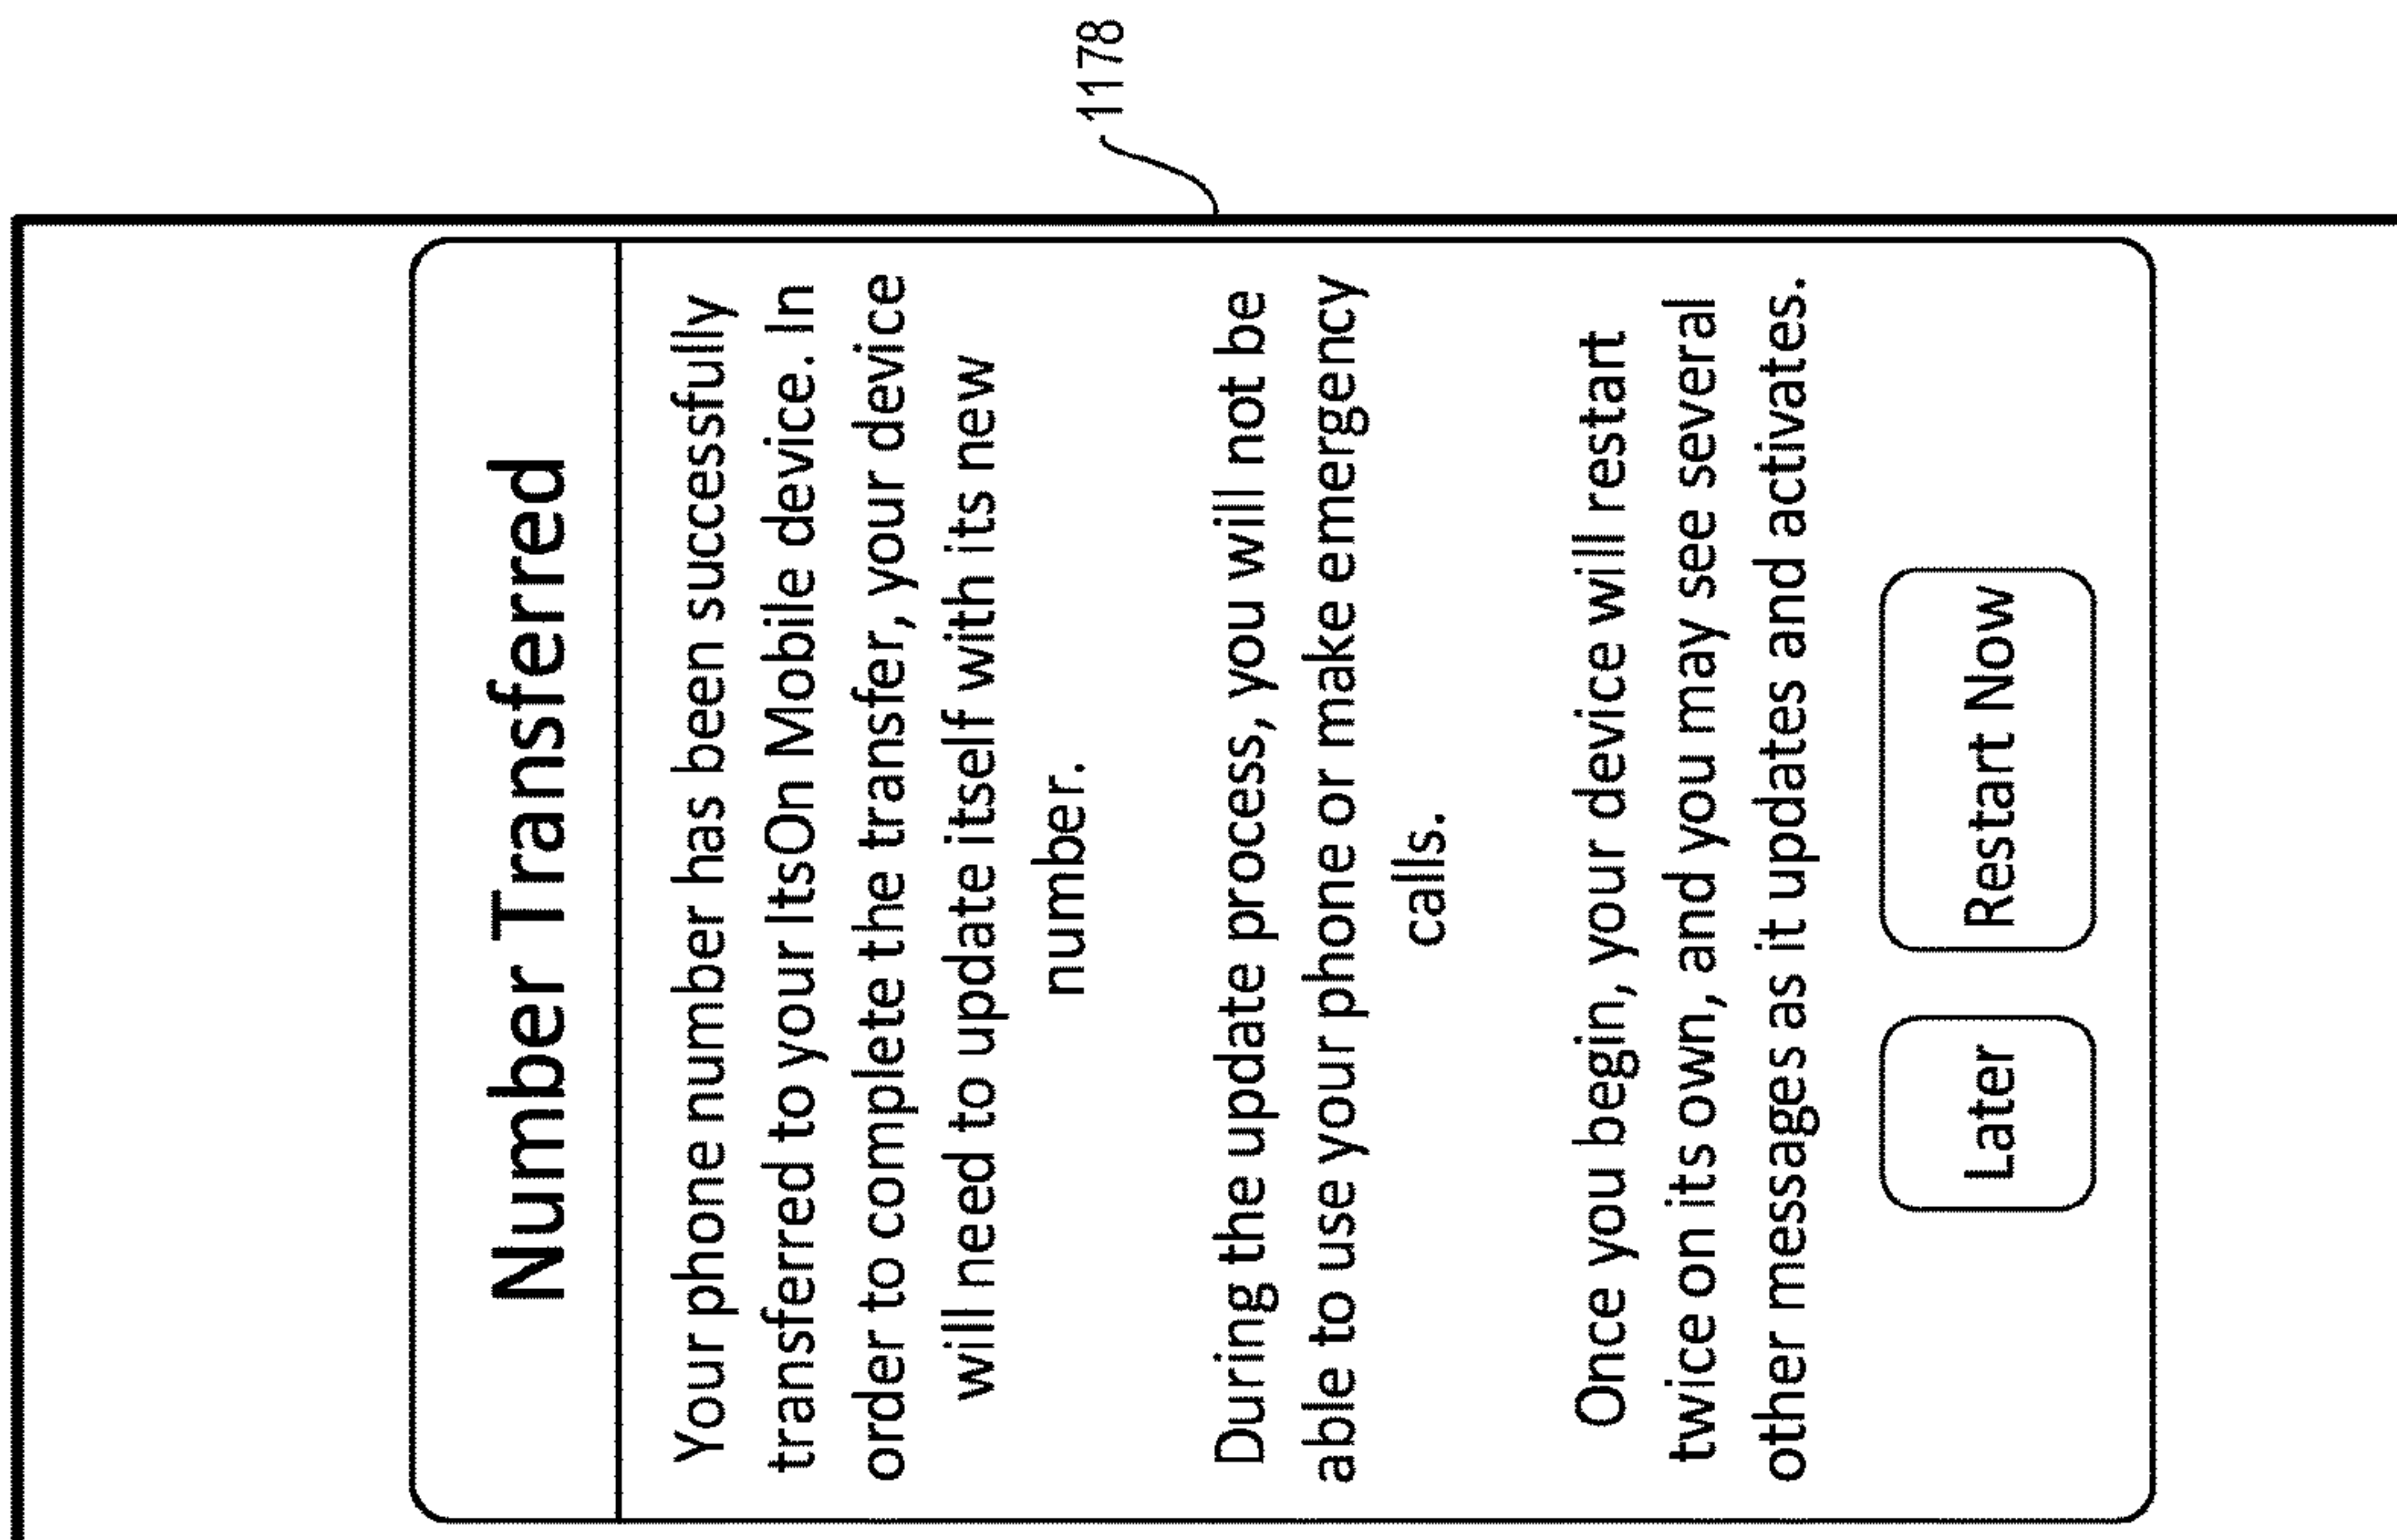 1178
Number Transferred
Your phone number has been successfully
transferred to your ItsOn Mobile device. In
order to complete the transfer, your device
will need to update itself with its new
number.
During the update process, you will not be
able to use your phone or make emergency
calls.
Once you begin, your device will restart
twice on its own, and you may see several
other messages as it updates and activates.
Later
Restart Now